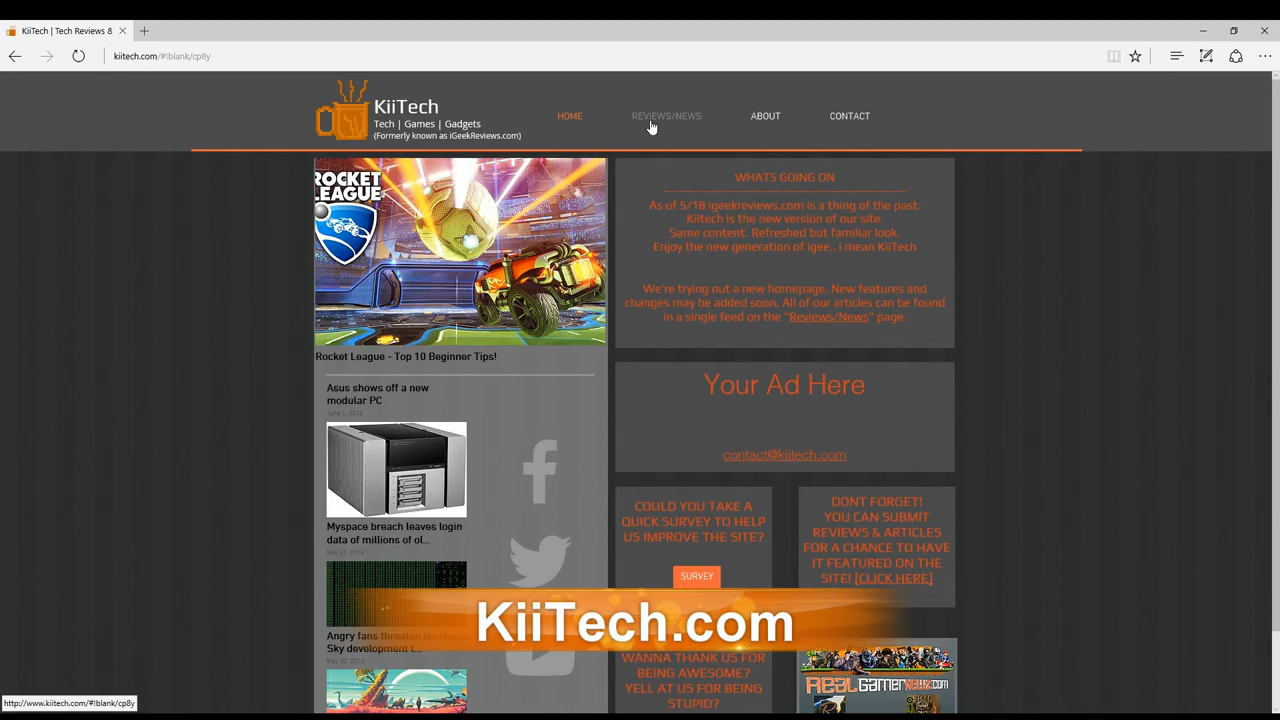 KiiTech | Tech Reviews &
kiitech.com/#!blank/cp8y
KiiTech
Tech | Games | Gadgets
(Formerly known as iGeekReviews.com)
HOME
REVIEWS/NEWS
ABOUT
CONTACT
ROCKET
LEAGUE
Rocket League - Top 10 Beginner Tips!
Asus shows off a new
modular PC
June 1, 2016
Myspace breach leaves login
data of millions of ol...
May 31, 2016
Angry fans threaten No Man's
Sky development t...
May 30, 2016
WHATS GOING ON
------------------------------------------------------------
As of 5/18 igeekreviews.com is a thing of the past.
Kiitech is the new version of our site.
Same content. Refreshed but familiar look.
Enjoy the new generation of igee.. i mean KiiTech
We're trying out a new homepage. New features and
changes may be added soon. All of our articles can be found
in a single feed on the "Reviews/News" page.
Your Ad Here
contact@kiitech.com
COULD YOU TAKE A
QUICK SURVEY TO HELP
US IMPROVE THE SITE?
SURVEY
DONT FORGET!
YOU CAN SUBMIT
REVIEWS & ARTICLES
FOR A CHANCE TO HAVE
IT FEATURED ON THE
SITE! [CLICK HERE]
KiiTech.com
WANNA THANK US FOR
BEING AWESOME?
YELL AT US FOR BEING
STUPID?
REALGAMERNEWZ.COM
http://www.kiitech.com/#!blank/cp8y